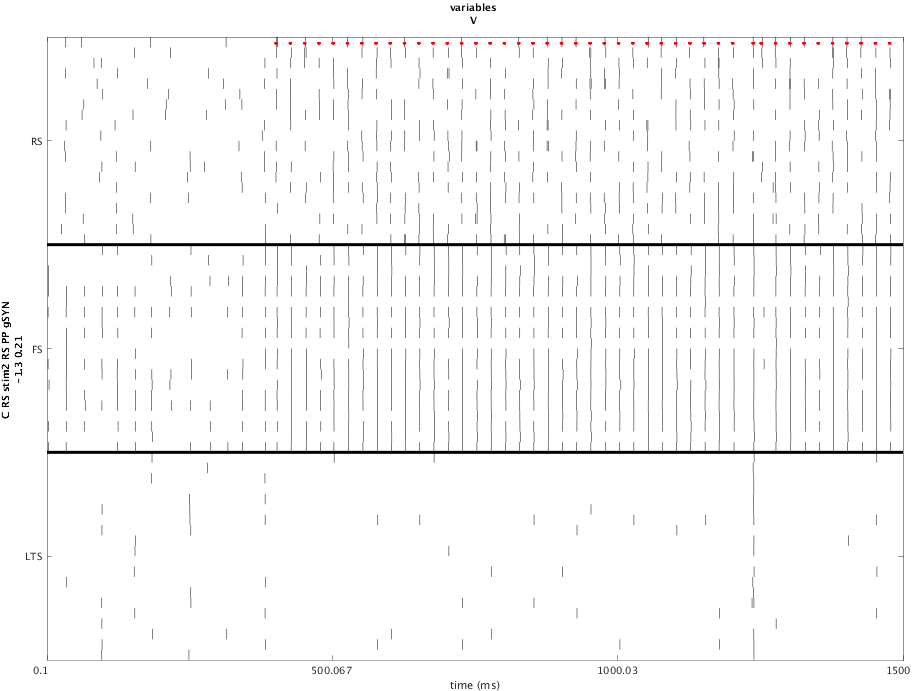 variables
V
RS
FS
LTS
C RS stim2 RS PP gSYN
-1.3 0.21
0.1
500.067
1000.03
1500
time (ms)